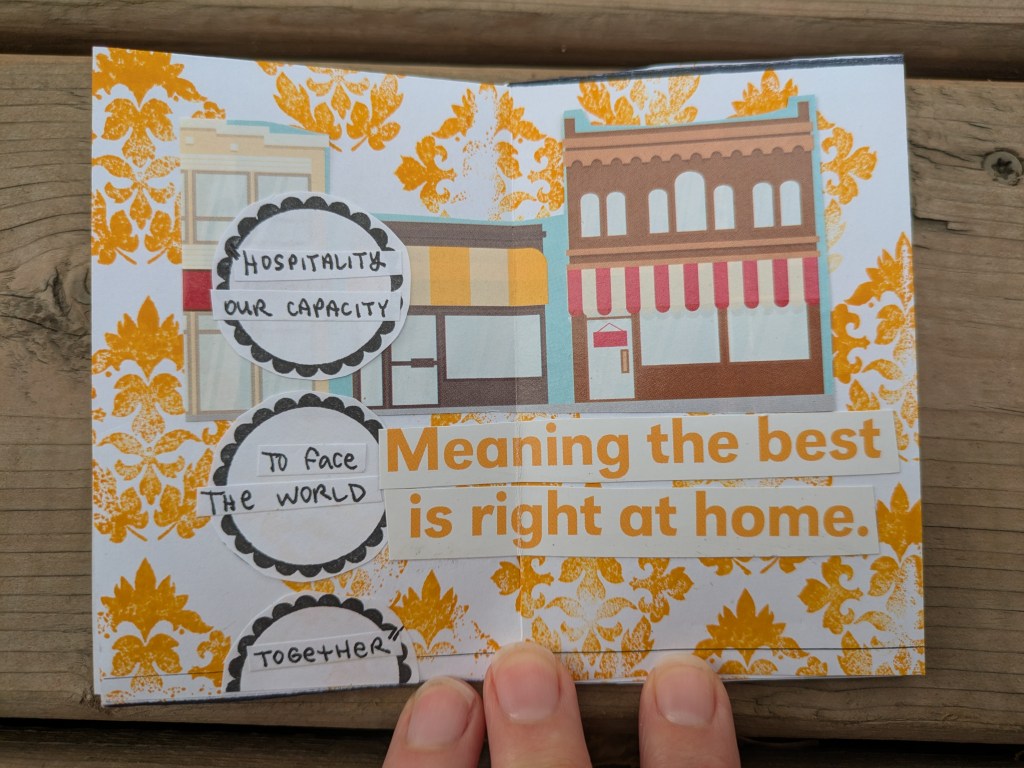 "HOSPITALITY
OUR CAPACITY
TO FACE
THE WORLD
TOGETHER"
Meaning the best
is right at home.